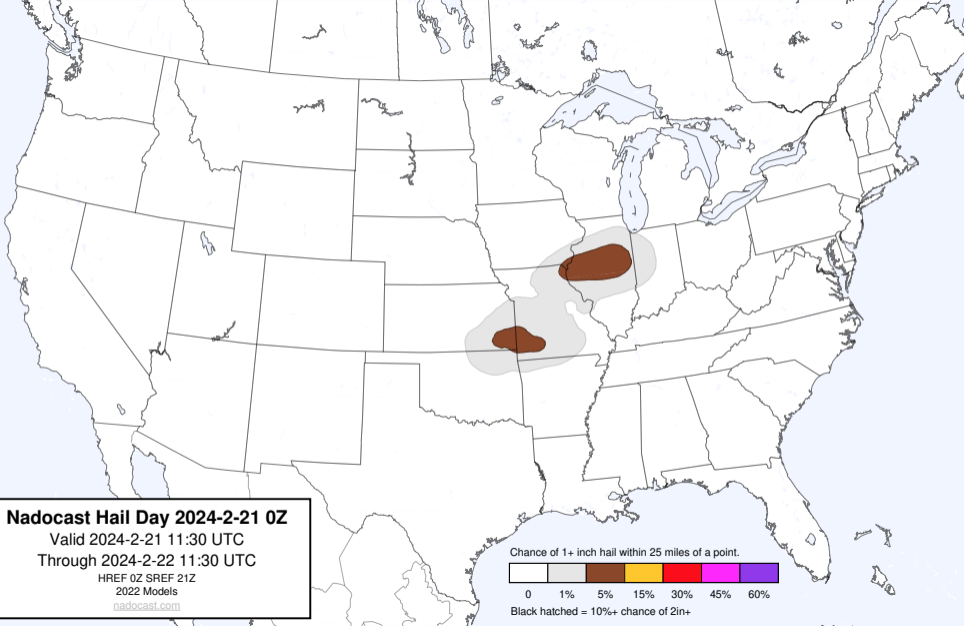 Nadocast Hail Day 2024-2-21 0Z
Valid 2024-2-21 11:30 UTC
Through 2024-2-22 11:30 UTC
HREF 0Z SREF 21Z
2022 Models
nadocast.com
Chance of 1+ inch hail within 25 miles of a point.
0 1% 5% 15% 30% 45% 60%
Black hatched = 10%+ chance of 2in+